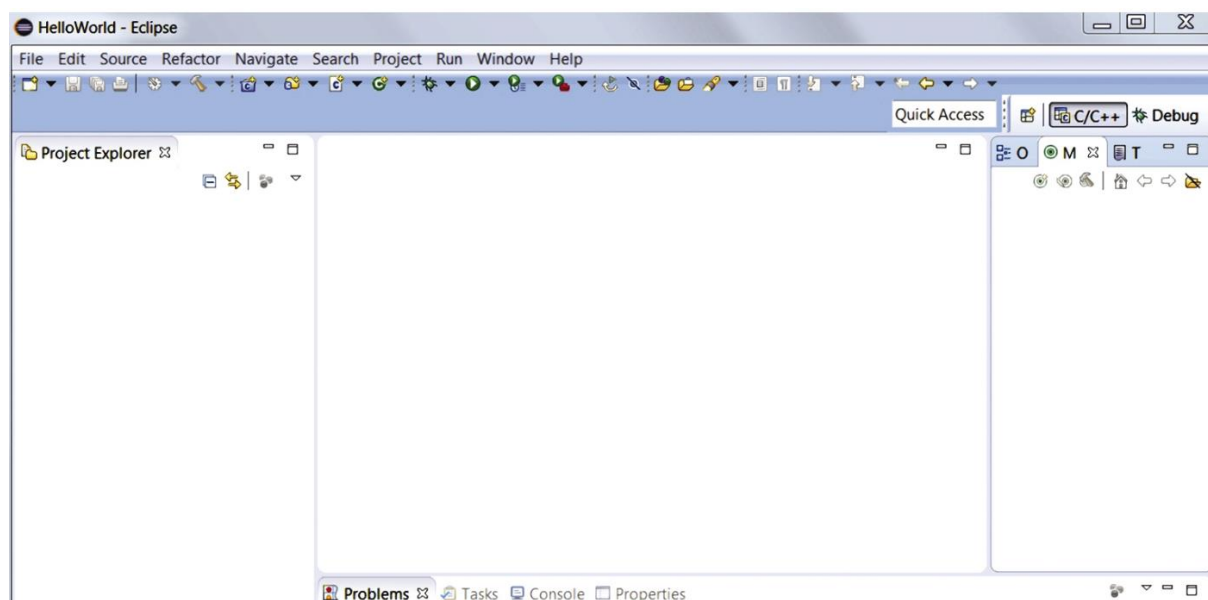 HelloWorld - Eclipse
File Edit Source Refactor Navigate Search Project Run Window Help
Quick Access C/C++ Debug
Project Explorer O M T
Problems Tasks Console Properties